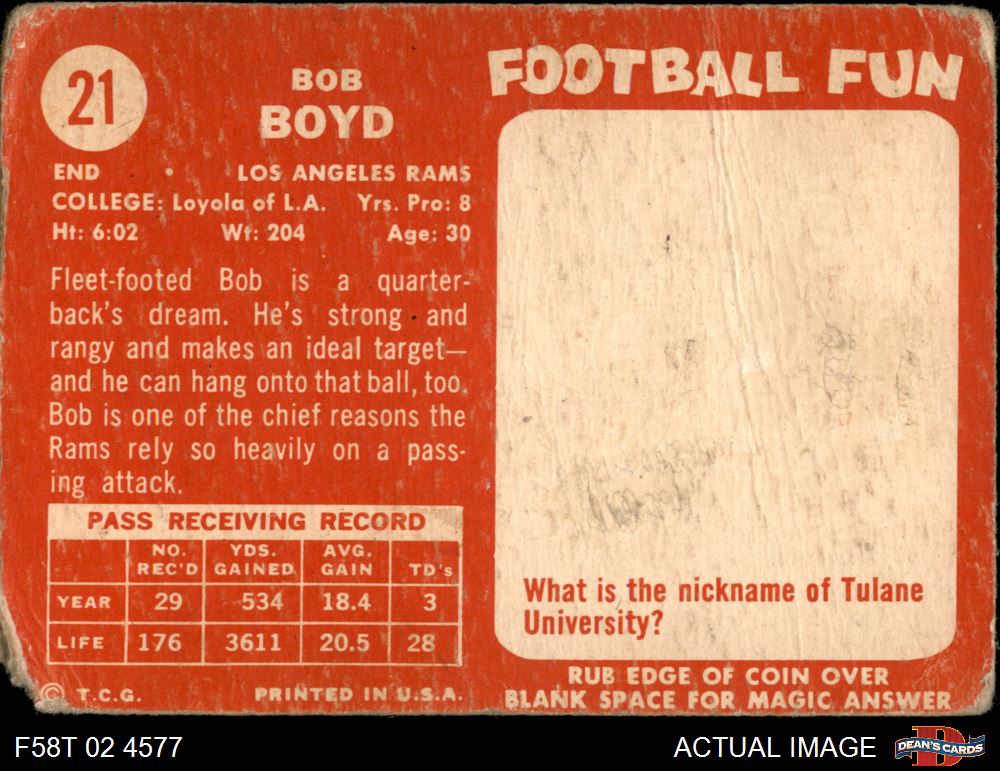 21
BOB
BOYD
END • LOS ANGELES RAMS
COLLEGE: Loyola of L.A. Yrs. Pro: 8
Ht: 6:02 Wt: 204 Age: 30
Fleet-footed Bob is a quarter-
back's dream. He's strong and
rangy and makes an ideal target—
and he can hang onto that ball, too.
Bob is one of the chief reasons the
Rams rely so heavily on a pass-
ing attack.
PASS RECEIVING RECORD
NO. REC'D YDS. GAINED AVG. GAIN TD's
YEAR 29 534 18.4 3
LIFE 176 3611 20.5 28
© T.C.G. PRINTED IN U.S.A.
FOOTBALL FUN
What is the nickname of Tulane
University?
RUB EDGE OF COIN OVER
BLANK SPACE FOR MAGIC ANSWER
F58T 02 4577
ACTUAL IMAGE
D
DEAN'S CARDS